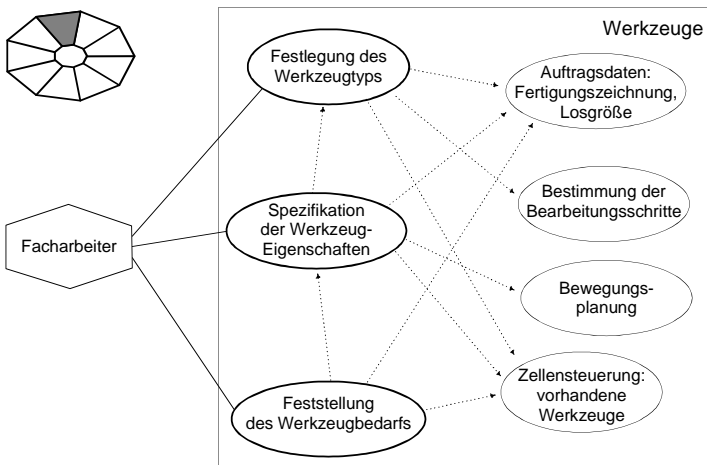 Werkzeuge
Festlegung des
Werkzeugtyps
Auftragsdaten:
Fertigungszeichnung,
Losgröße
Facharbeiter
Spezifikation
der Werkzeug-
Eigenschaften
Bestimmung der
Bearbeitungsschritte
Bewegungs-
planung
Feststellung
des Werkzeugbedarfs
Zellensteuerung:
vorhandene
Werkzeuge